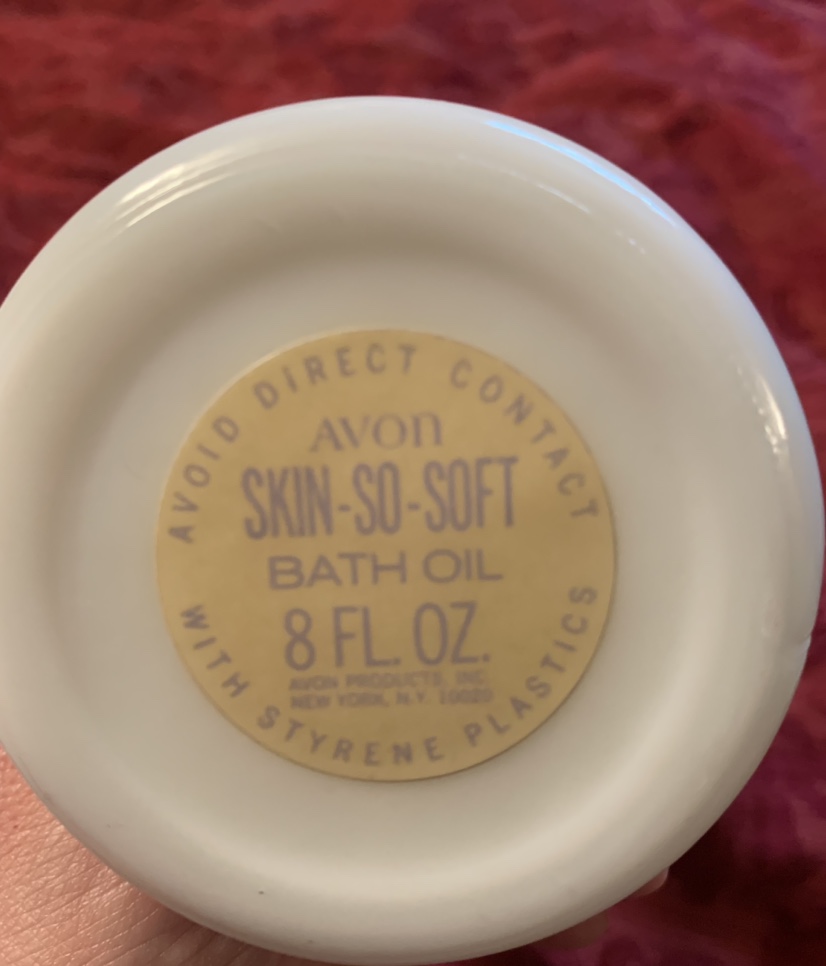 AVOID DIRECT CONTACT
AVON
SKIN-SO-SOFT
BATH OIL
8 FL. OZ.
AVON PRODUCTS, INC.
NEW YORK, N.Y. 10020
WITH STYRENE PLASTICS